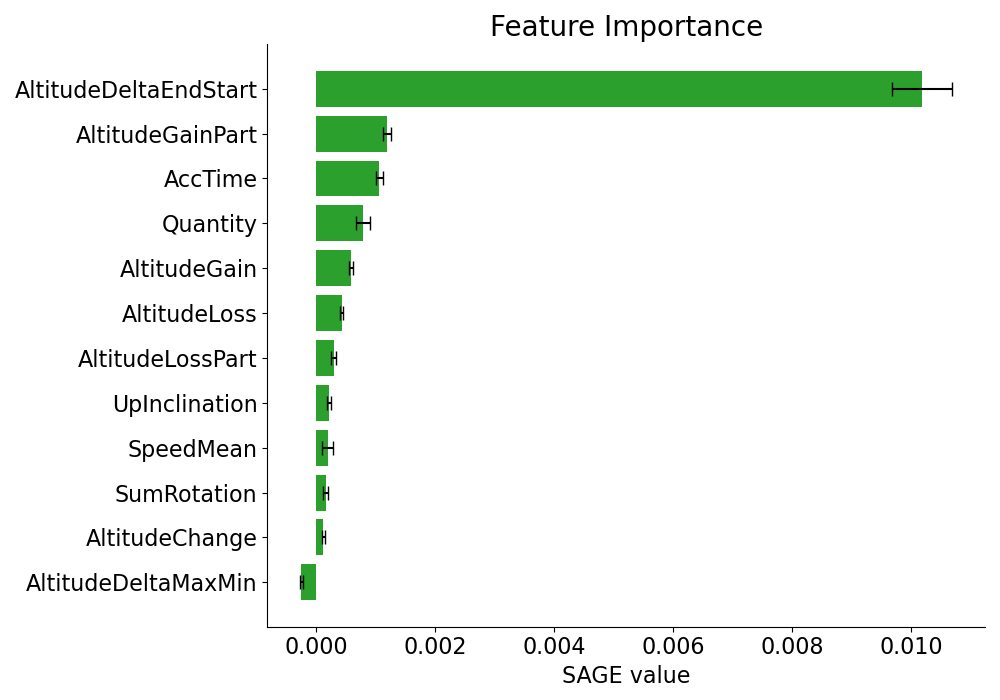 Feature Importance
AltitudeDeltaEndStart
AltitudeGainPart
AccTime
Quantity
AltitudeGain
AltitudeLoss
AltitudeLossPart
UpInclination
SpeedMean
SumRotation
AltitudeChange
AltitudeDeltaMaxMin
0.000 0.002 0.004 0.006 0.008 0.010
SAGE value